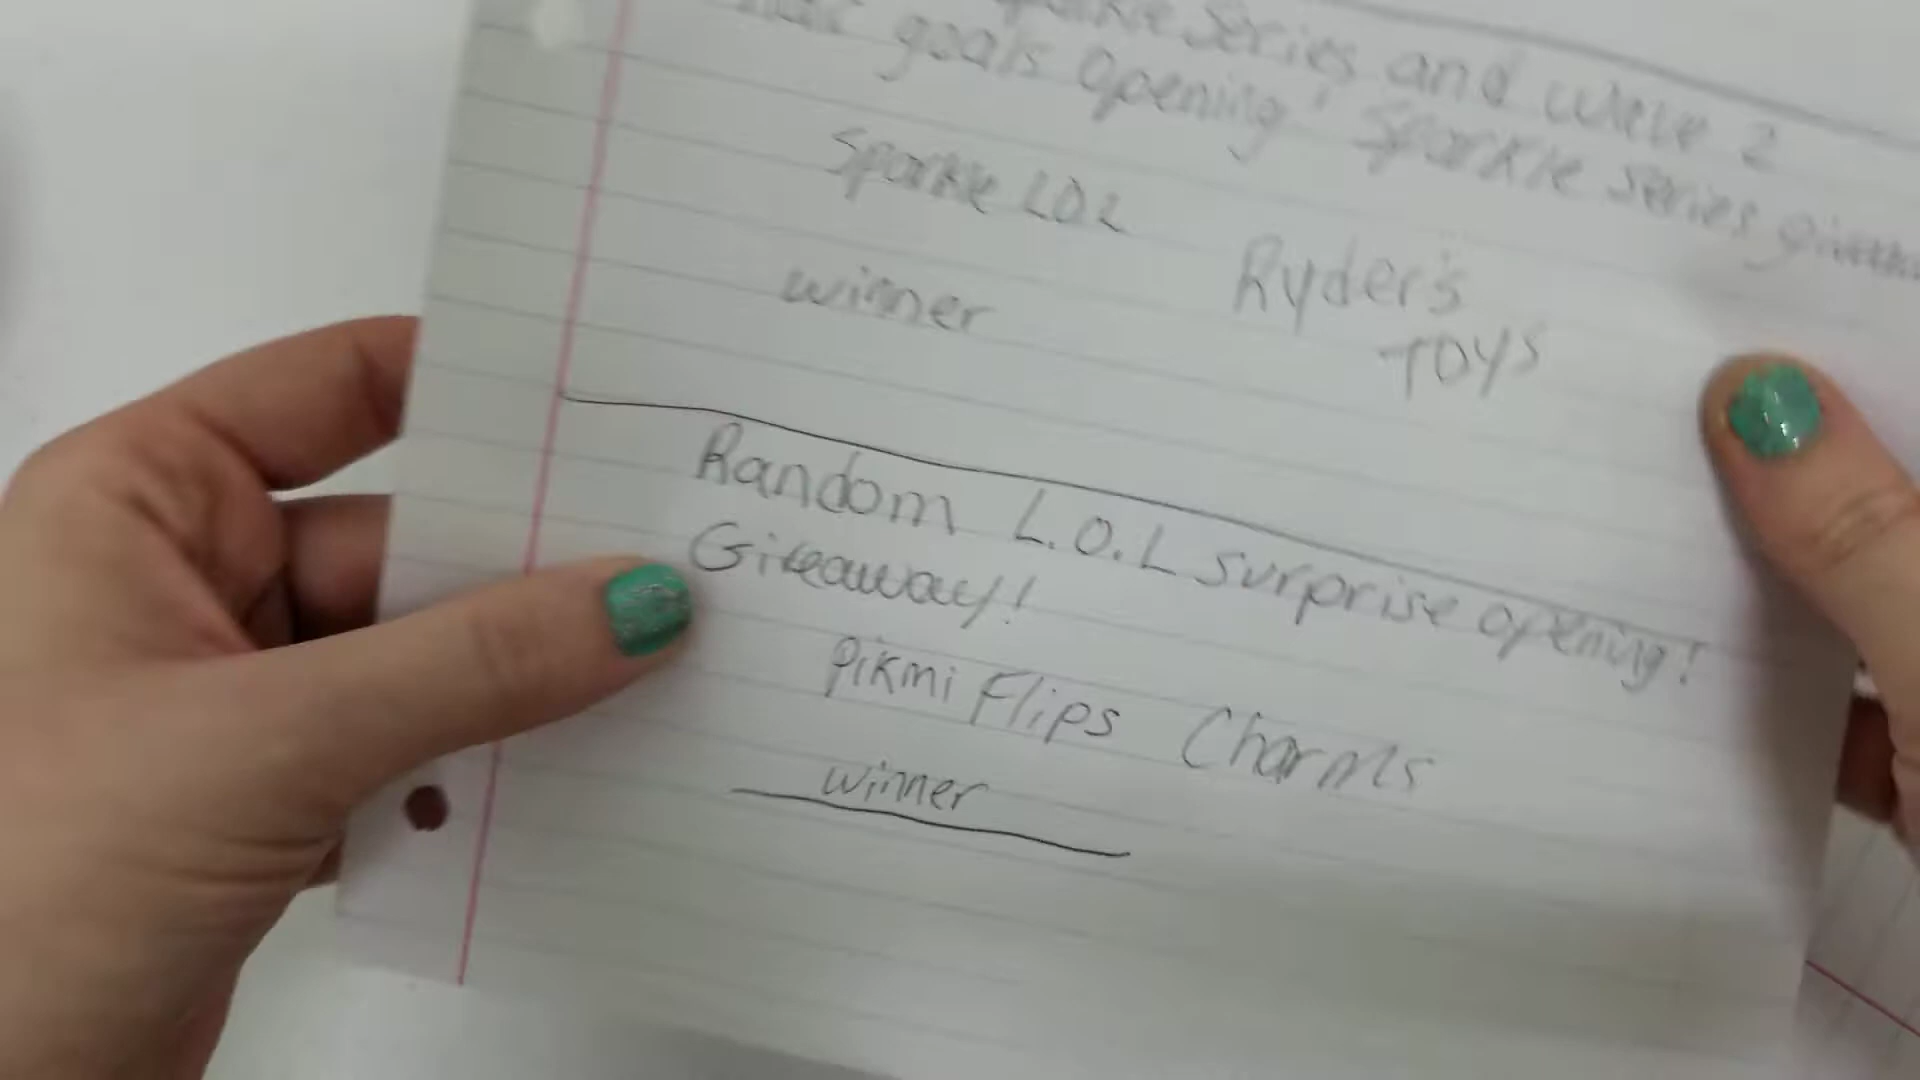 Sparkle Series and wave 2
goals opening! Sparkle series
Sparkle LOL
winner
Ryder's
TOYS
Random L.O.L surprise opening!
Giveaway!
Pikmi Flips Charms
winner